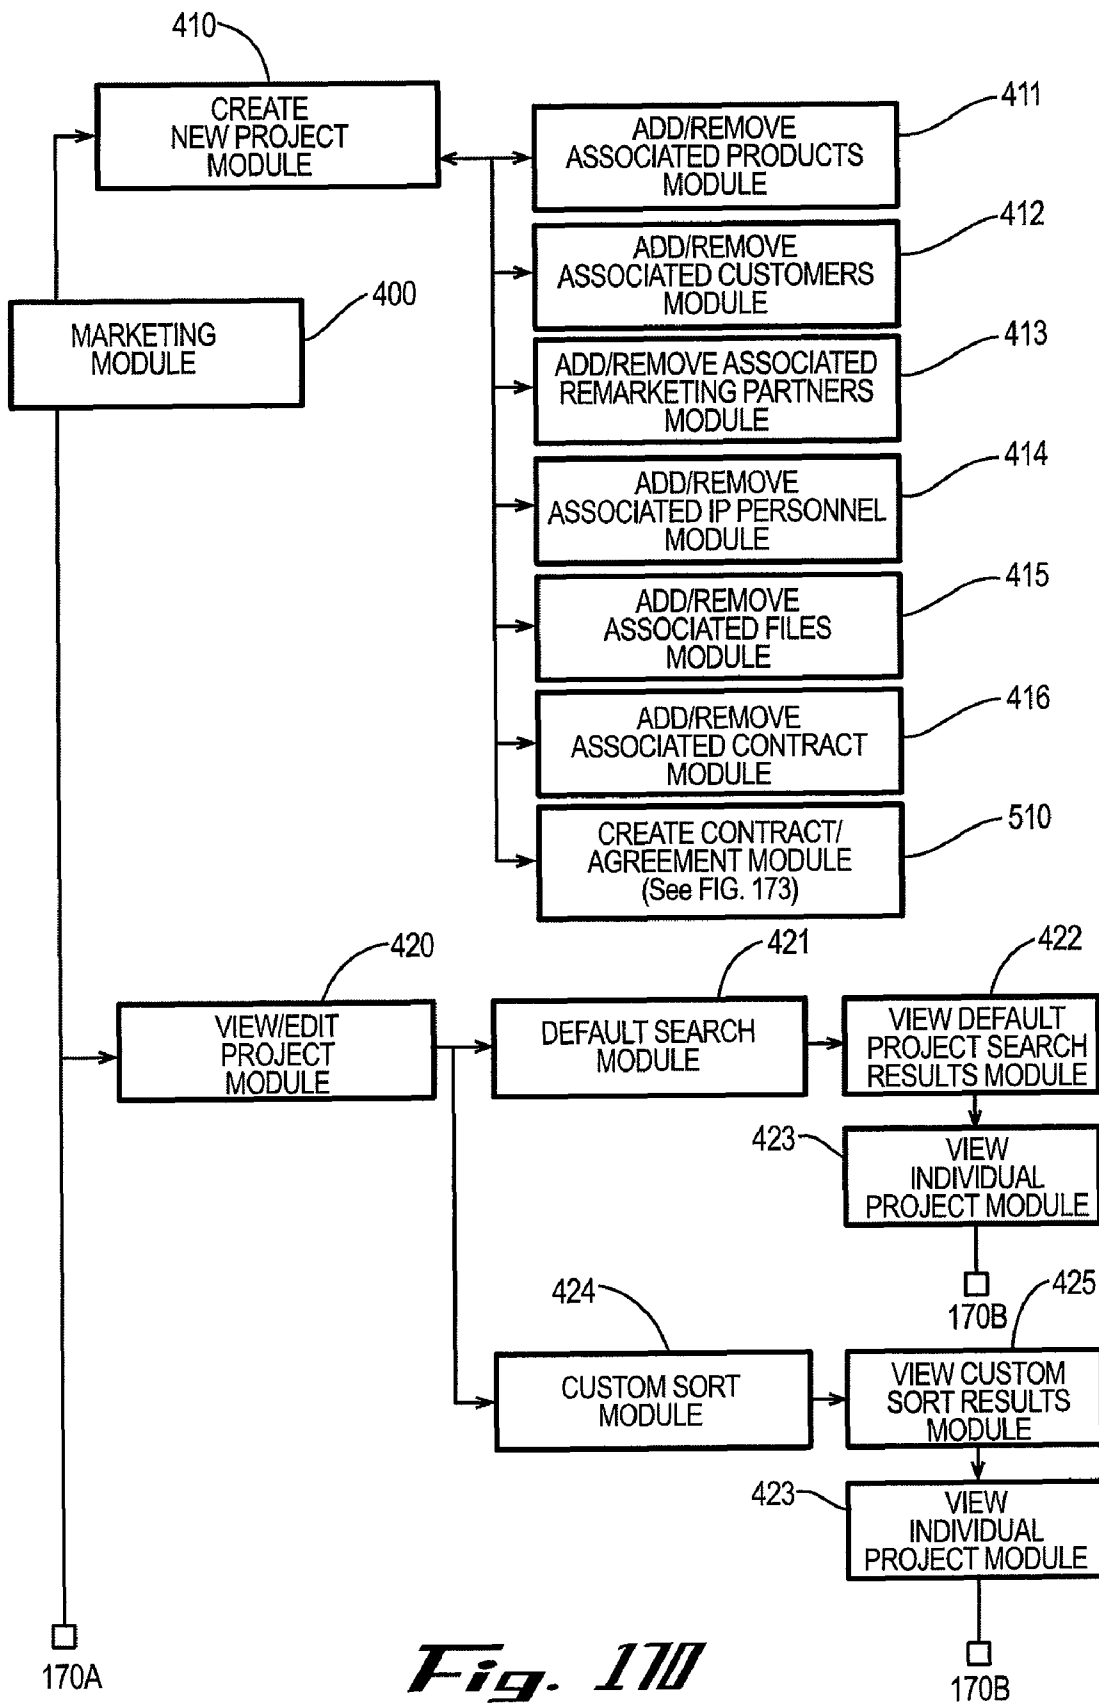 410
CREATE
NEW PROJECT
MODULE
ADD/REMOVE
ASSOCIATED PRODUCTS
MODULE
411
ADD/REMOVE
ASSOCIATED CUSTOMERS
MODULE
412
MARKETING
MODULE
400
ADD/REMOVE ASSOCIATED
REMARKETING PARTNERS
MODULE
413
ADD/REMOVE
ASSOCIATED IP PERSONNEL
MODULE
414
ADD/REMOVE
ASSOCIATED FILES
MODULE
415
ADD/REMOVE
ASSOCIATED CONTRACT
MODULE
416
CREATE CONTRACT/
AGREEMENT MODULE
(See FIG. 173)
510
420
VIEW/EDIT
PROJECT
MODULE
421
DEFAULT SEARCH
MODULE
422
VIEW DEFAULT
PROJECT SEARCH
RESULTS MODULE
423
VIEW
INDIVIDUAL
PROJECT MODULE
170B
424
CUSTOM SORT
MODULE
425
VIEW CUSTOM
SORT RESULTS
MODULE
423
VIEW
INDIVIDUAL
PROJECT MODULE
170A
170B
Fig. 170